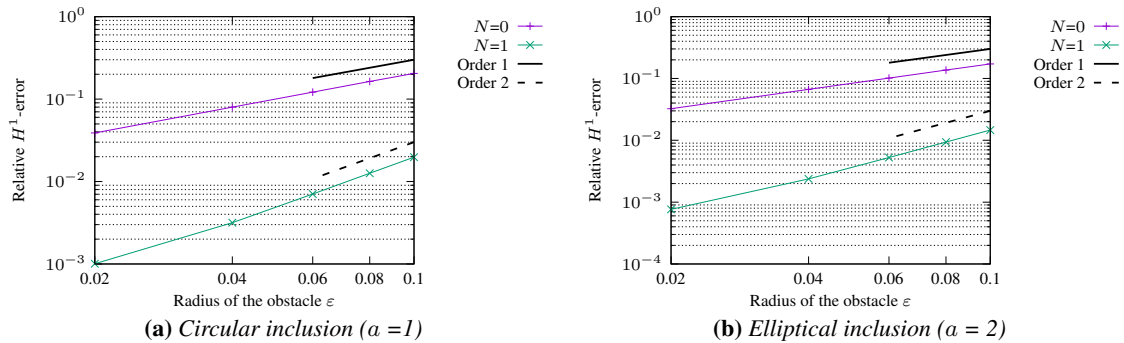 10^0
10^-1
10^-2
10^-3
0.02 0.04 0.06 0.08 0.1
Relative H^1-error
Radius of the obstacle ε
N=0
N=1
Order 1
Order 2
(a) Circular inclusion (a =1)
10^0
10^-1
10^-2
10^-3
10^-4
0.02 0.04 0.06 0.08 0.1
Relative H^1-error
Radius of the obstacle ε
N=0
N=1
Order 1
Order 2
(b) Elliptical inclusion (a = 2)